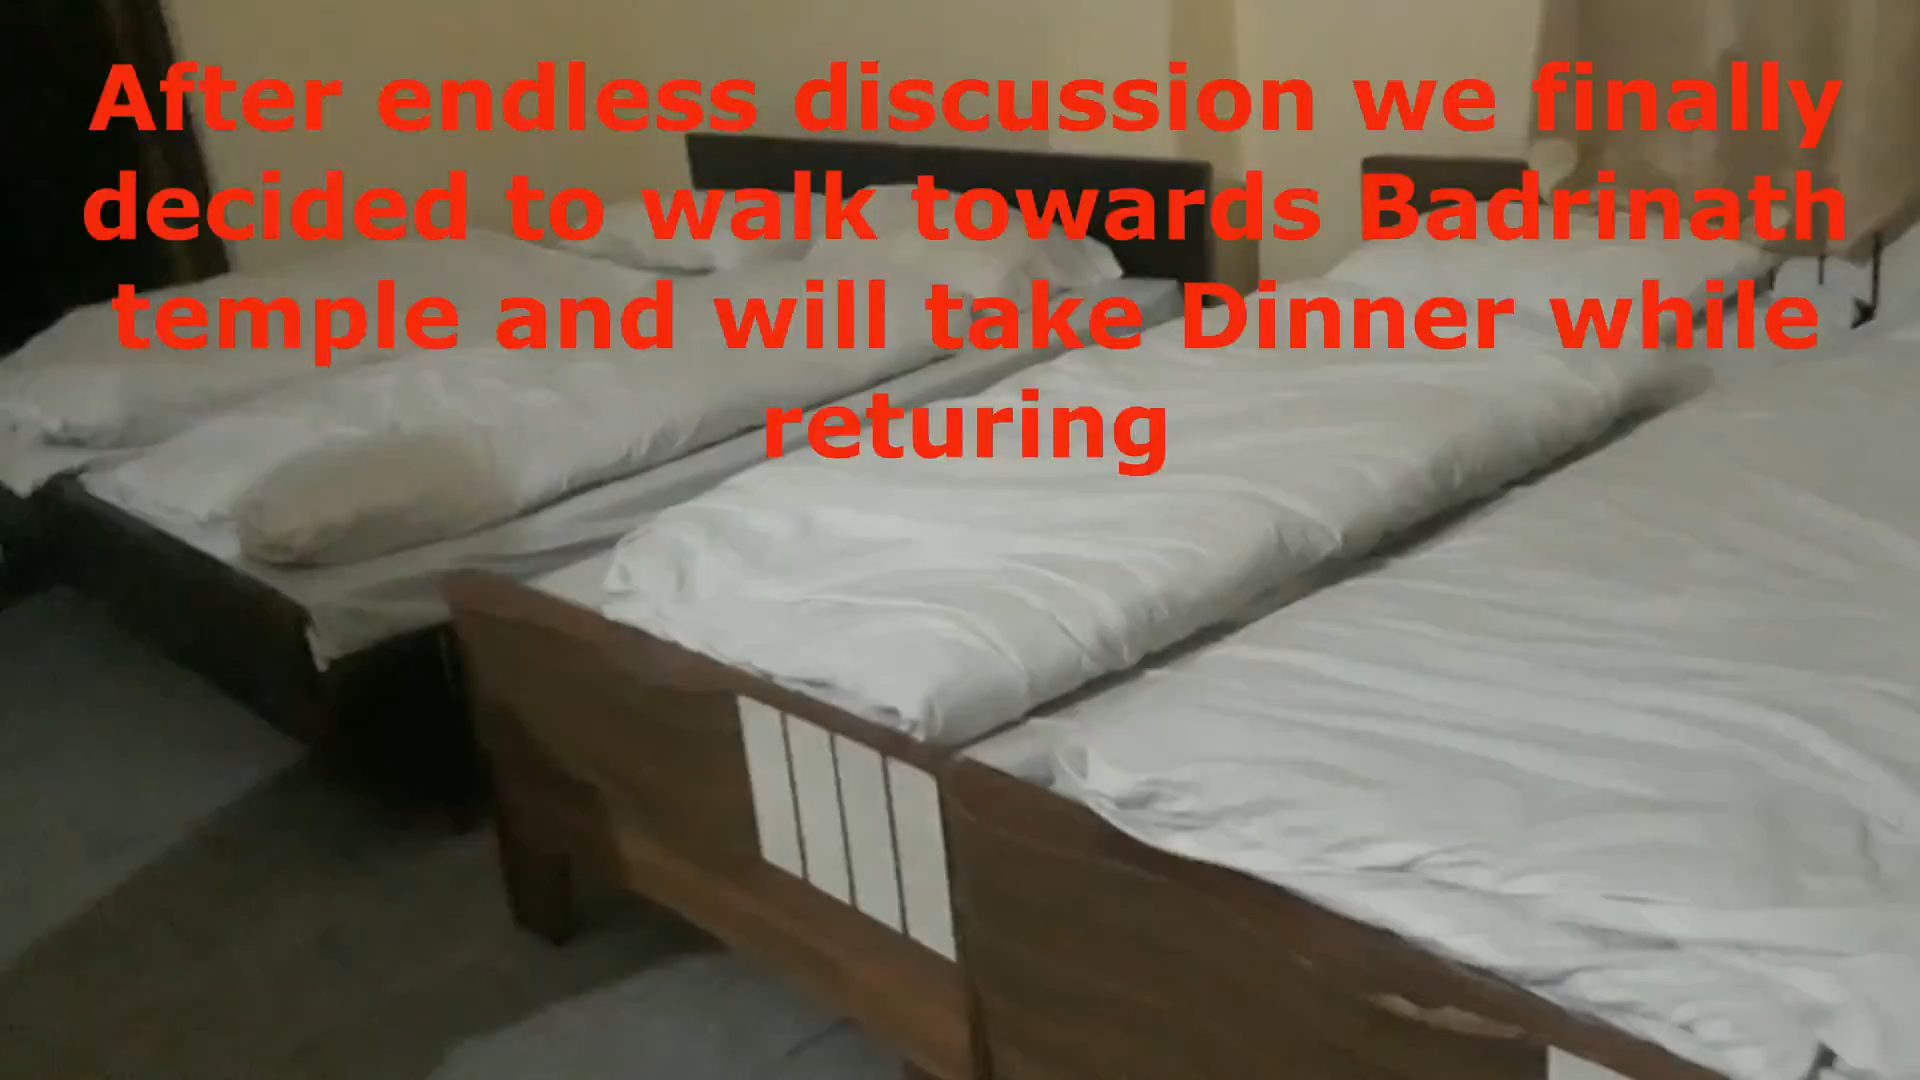 After endless discussion we finally
decided to walk towards Badrinath
temple and will take Dinner while
returing